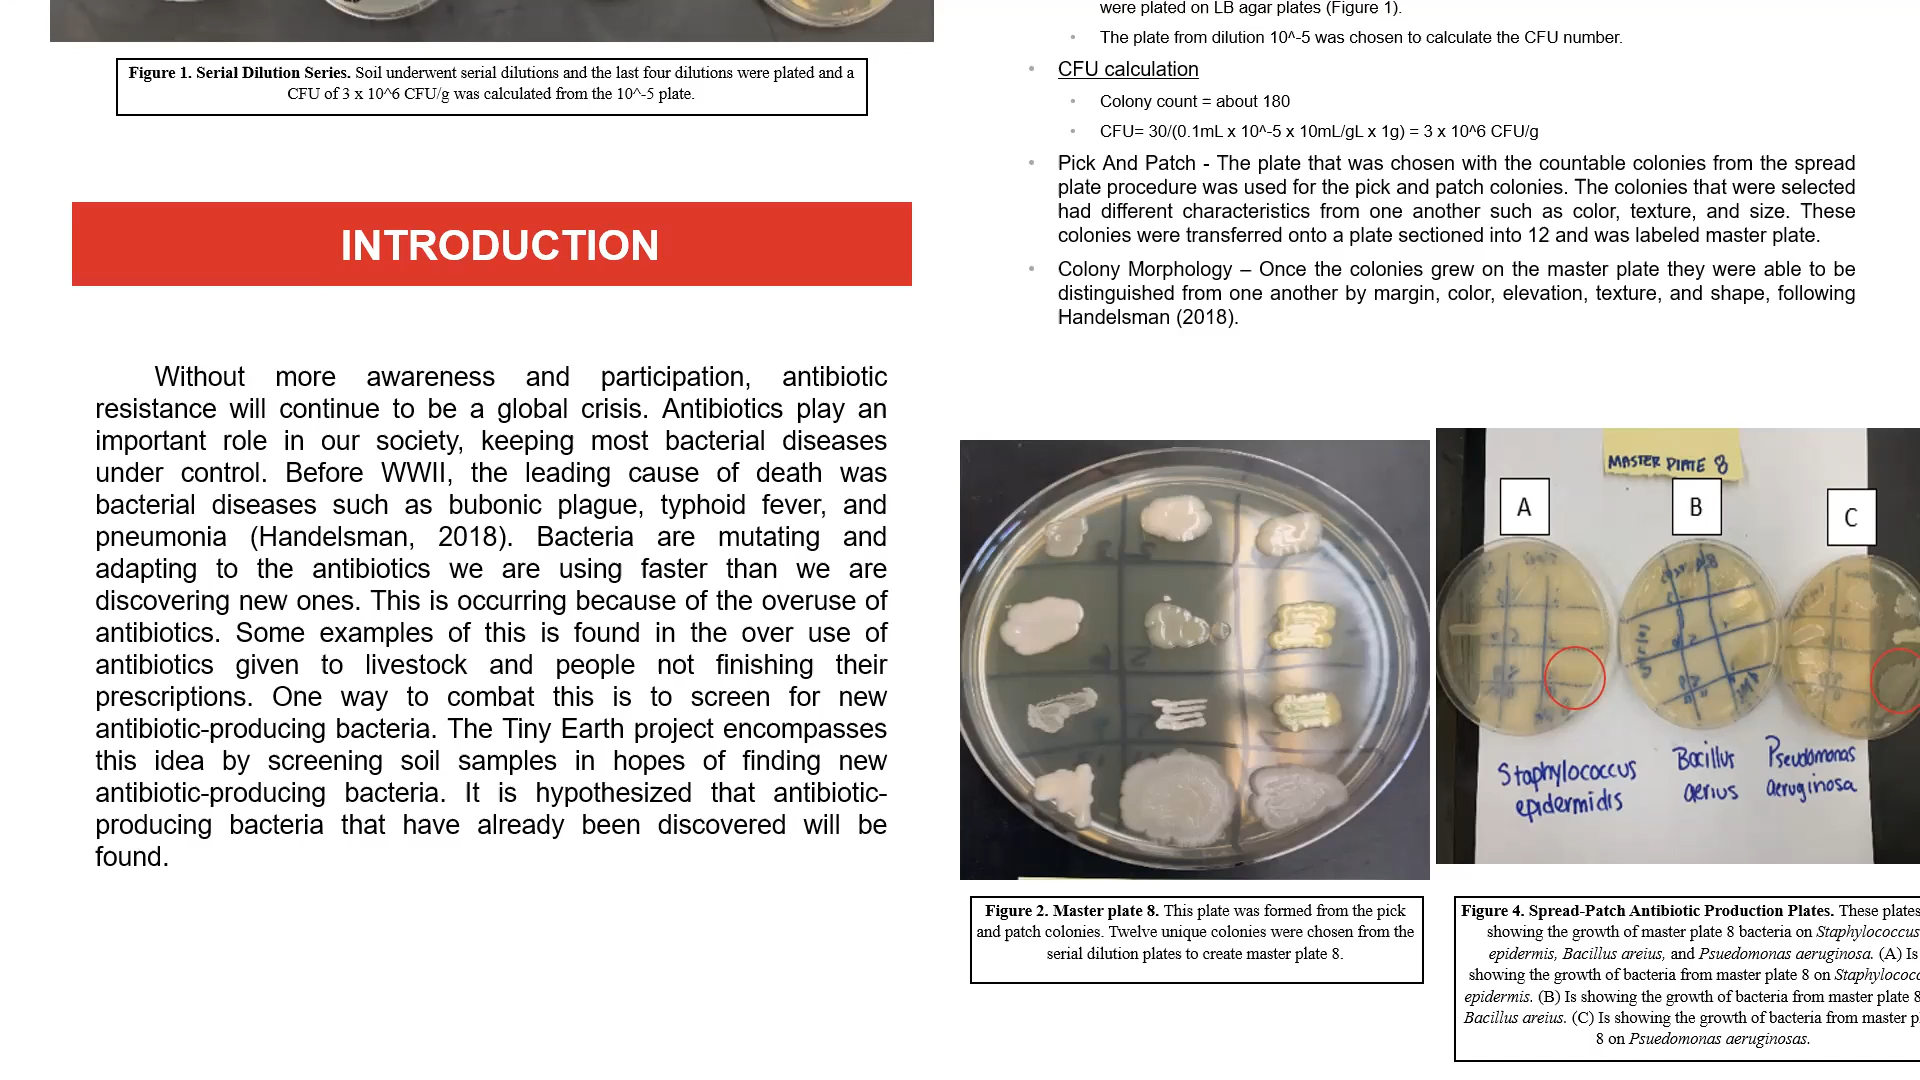 Figure 1. Serial Dilution Series. Soil underwent serial dilutions and the last four dilutions were plated and a
CFU of 3 x 10^6 CFU/g was calculated from the 10^-5 plate.
INTRODUCTION
Without more awareness and participation, antibiotic
resistance will continue to be a global crisis. Antibiotics play an
important role in our society, keeping most bacterial diseases
under control. Before WWII, the leading cause of death was
bacterial diseases such as bubonic plague, typhoid fever, and
pneumonia (Handelsman, 2018). Bacteria are mutating and
adapting to the antibiotics we are using faster than we are
discovering new ones. This is occurring because of the overuse of
antibiotics. Some examples of this is found in the over use of
antibiotics given to livestock and people not finishing their
prescriptions. One way to combat this is to screen for new
antibiotic-producing bacteria. The Tiny Earth project encompasses
this idea by screening soil samples in hopes of finding new
antibiotic-producing bacteria. It is hypothesized that antibiotic-
producing bacteria that have already been discovered will be
found.
were plated on LB agar plates (Figure 1).
• The plate from dilution 10^-5 was chosen to calculate the CFU number.
• CFU calculation
• Colony count = about 180
• CFU= 30/(0.1mL x 10^-5 x 10mL/gL x 1g) = 3 x 10^6 CFU/g
• Pick And Patch - The plate that was chosen with the countable colonies from the spread
plate procedure was used for the pick and patch colonies. The colonies that were selected
had different characteristics from one another such as color, texture, and size. These
colonies were transferred onto a plate sectioned into 12 and was labeled master plate.
• Colony Morphology – Once the colonies grew on the master plate they were able to be
distinguished from one another by margin, color, elevation, texture, and shape, following
Handelsman (2018).
MASTER PLATE 8
A
B
C
Staphylococcus
epidermidis
Bacillus
aerius
Pseudomonas
aeruginosa
Figure 2. Master plate 8. This plate was formed from the pick
and patch colonies. Twelve unique colonies were chosen from the
serial dilution plates to create master plate 8.
Figure 4. Spread-Patch Antibiotic Production Plates. These plates
showing the growth of master plate 8 bacteria on Staphylococcus
epidermis, Bacillus areius, and Psuedomonas aeruginosa. (A) Is
showing the growth of bacteria from master plate 8 on Staphylococc
epidermis. (B) Is showing the growth of bacteria from master plate 8
Bacillus areius. (C) Is showing the growth of bacteria from master p
8 on Psuedomonas aeruginosas.